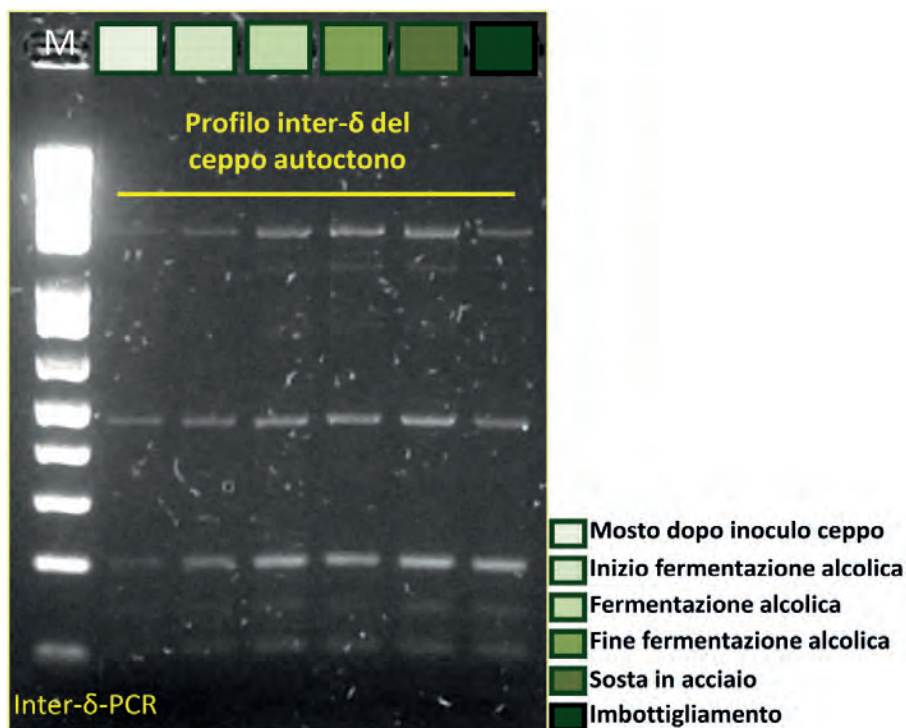 M
Profilo inter-δ del
ceppo autoctono
Inter-δ-PCR
Mosto dopo inoculo ceppo
Inizio fermentazione alcolica
Fermentazione alcolica
Fine fermentazione alcolica
Sosta in acciaio
Imbottigliamento